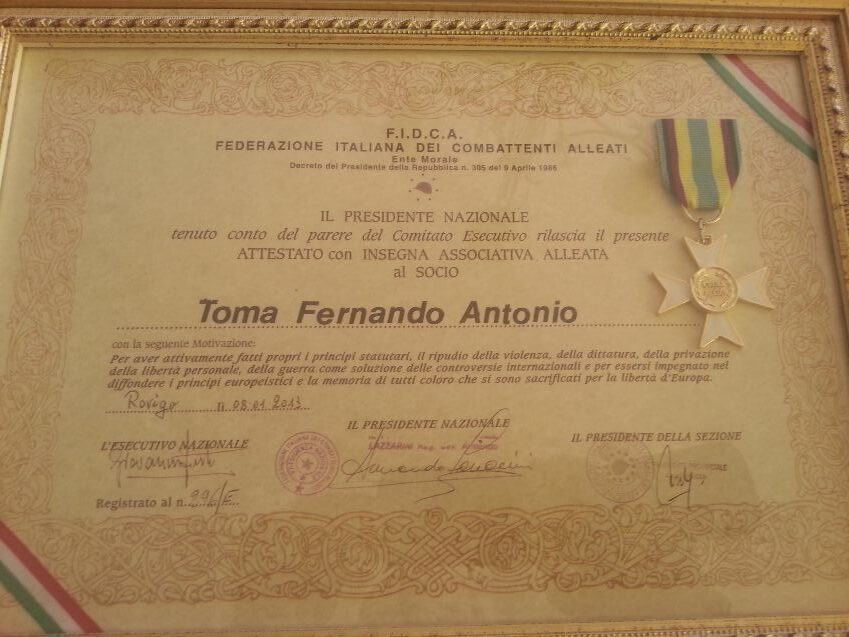 F.I.D.C.A.
FEDERAZIONE ITALIANA DEI COMBATTENTI ALLEATI
Ente Morale
Decreto del Presidente della Repubblica n. 305 del 9 Aprile 1986
IL PRESIDENTE NAZIONALE
tenuto conto del parere del Comitato Esecutivo rilascia il presente
ATTESTATO con INSEGNA ASSOCIATIVA ALLEATA
al SOCIO
Toma Fernando Antonio
con la seguente Motivazione:
Per aver attivamente fatti propri i principi statutari, il ripudio della violenza, della dittatura, della privazione
della libertà personale, della guerra come soluzione delle controversie internazionali e per essersi impegnato nel
diffondere i principi europeistici e la memoria di tutti coloro che si sono sacrificati per la libertà d'Europa.
Rovigo lì 08.01.2013
L'ESECUTIVO NAZIONALE
IL PRESIDENTE NAZIONALE
LAZZARINI
IL PRESIDENTE DELLA SEZIONE
Registrato al n.